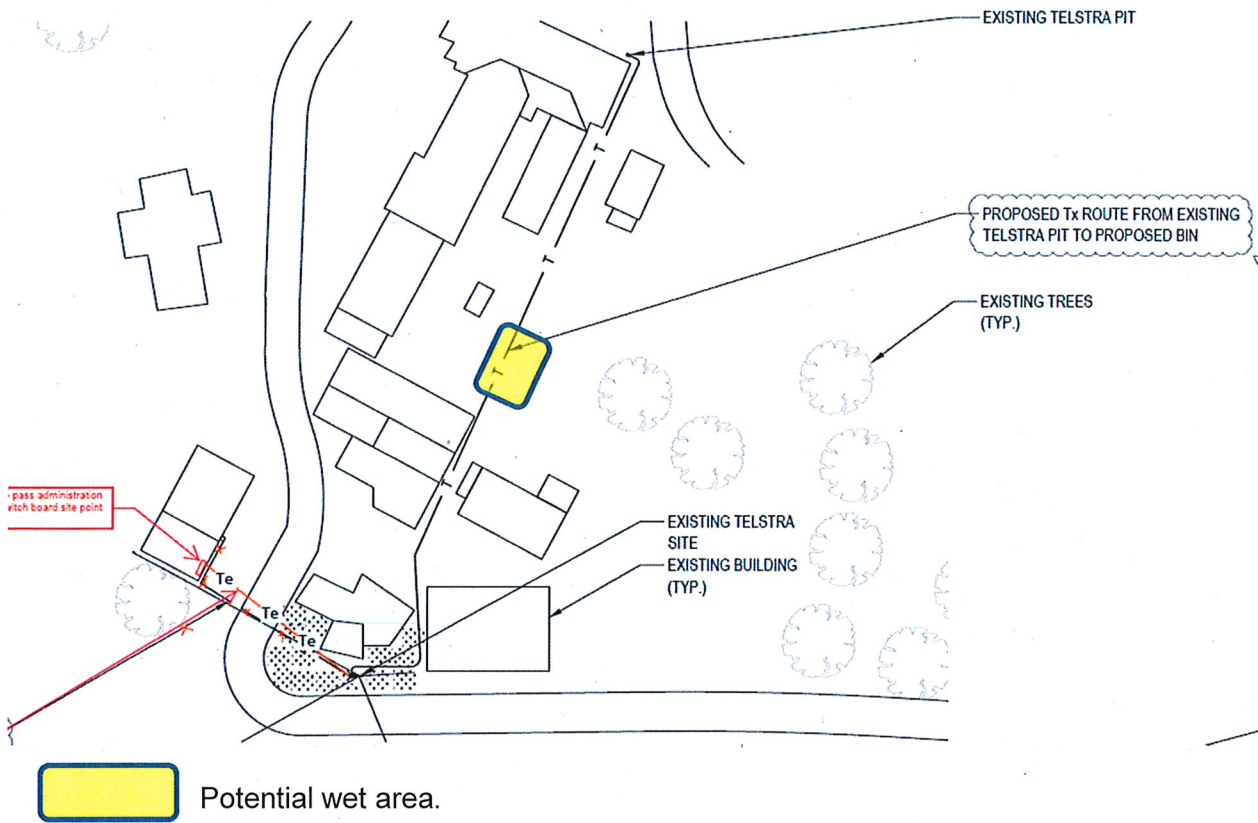 EXISTING TELSTRA PIT
T
PROPOSED Tx ROUTE FROM EXISTING
TELSTRA PIT TO PROPOSED BIN
T
EXISTING TREES
(TYP.)
T
T
pass administration
witch board site point
EXISTING TELSTRA
SITE
EXISTING BUILDING
(TYP.)
Te
Te
Te
Potential wet area.